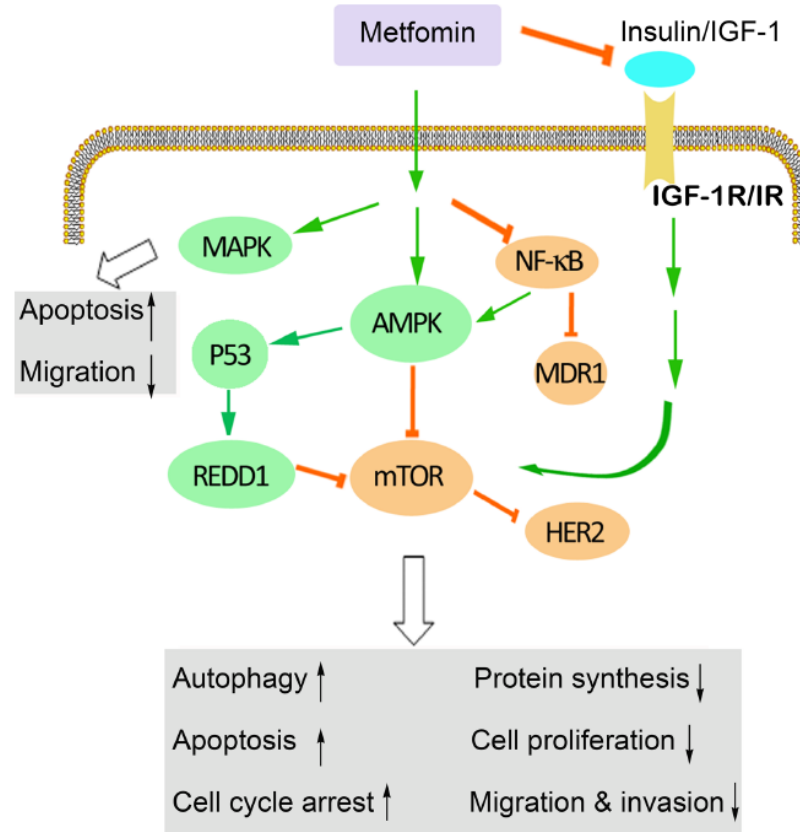 Metfomin
Insulin/IGF-1
IGF-1R/IR
MAPK
NF-κB
Apoptosis ↑
Migration ↓
AMPK
P53
MDR1
REDD1
mTOR
HER2
Autophagy ↑
Protein synthesis ↓
Apoptosis ↑
Cell proliferation ↓
Cell cycle arrest ↑
Migration & invasion ↓